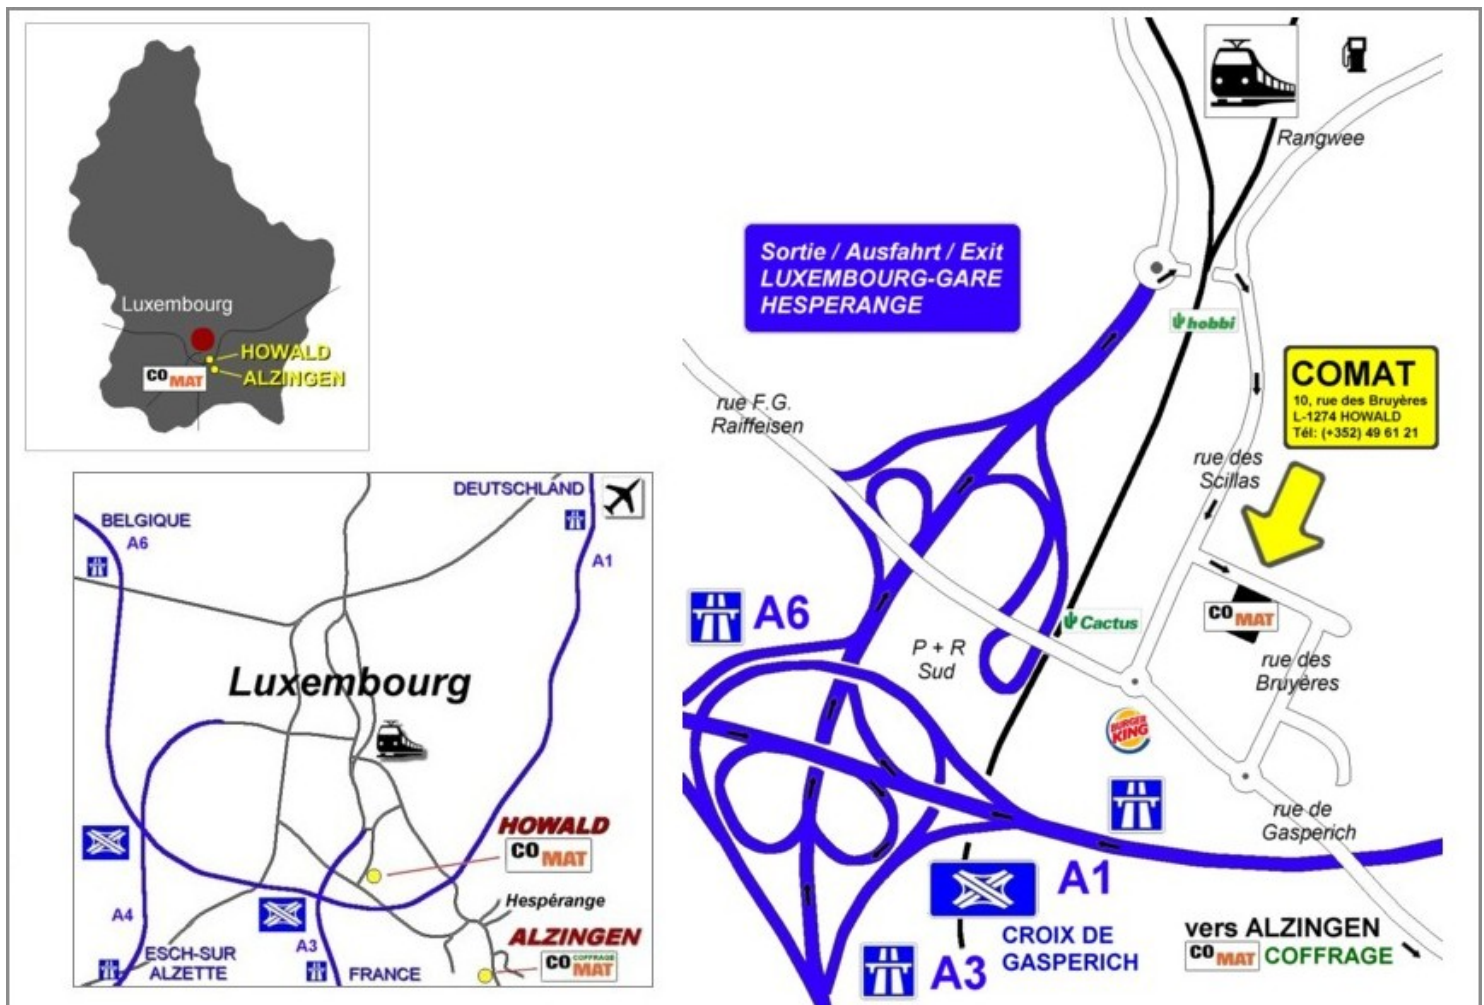 Luxembourg
HOWALD
ALZINGEN
CO
MAT
DEUTSCHLAND
BELGIQUE
A6
A1
Luxembourg
HOWALD
CO
MAT
Hespérange
A4
A3
ALZINGEN
CO COFFRAGE
MAT
ESCH-SUR
ALZETTE
FRANCE
Rangwee
Sortie / Ausfahrt / Exit
LUXEMBOURG-GARE
HESPERANGE
hobbi
COMAT
10, rue des Bruyères
L-1274 HOWALD
Tél: (+352) 49 61 21
rue F.G.
Raiffeisen
rue des
Scillas
A6
Cactus
CO
MAT
P + R
Sud
rue des
Bruyères
BURGER
KING
rue de
Gasperich
A1
CROIX DE
GASPERICH
A3
vers ALZINGEN
CO
MAT
COFFRAGE